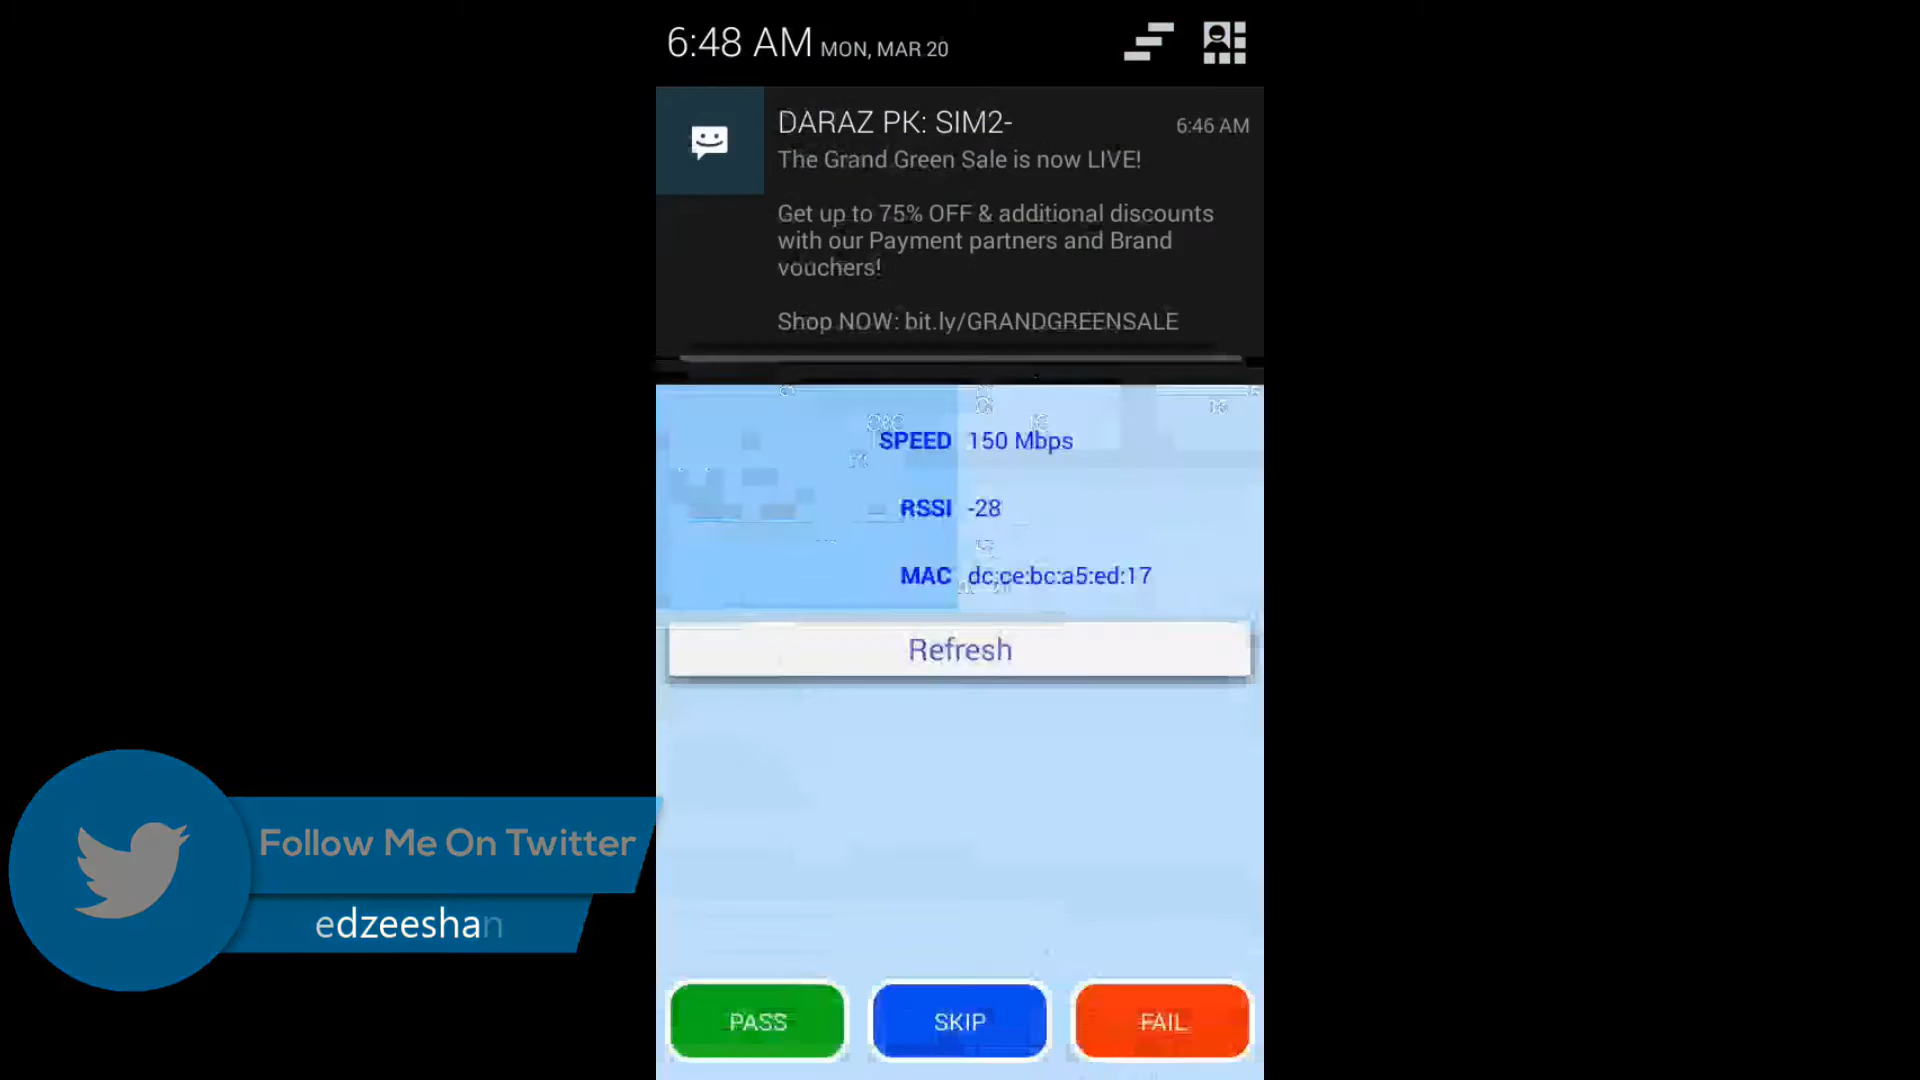 6:48 AM MON, MAR 20
DARAZ PK: SIM2-
6:46 AM
The Grand Green Sale is now LIVE!
Get up to 75% OFF & additional discounts
with our Payment partners and Brand
vouchers!
Shop NOW: bit.ly/GRANDGREENSALE
SPEED 150 Mbps
RSSI -28
MAC dc:ce:bc:a5:ed:17
Refresh
Follow Me On Twitter
edzeeshan
PASS
SKIP
FAIL